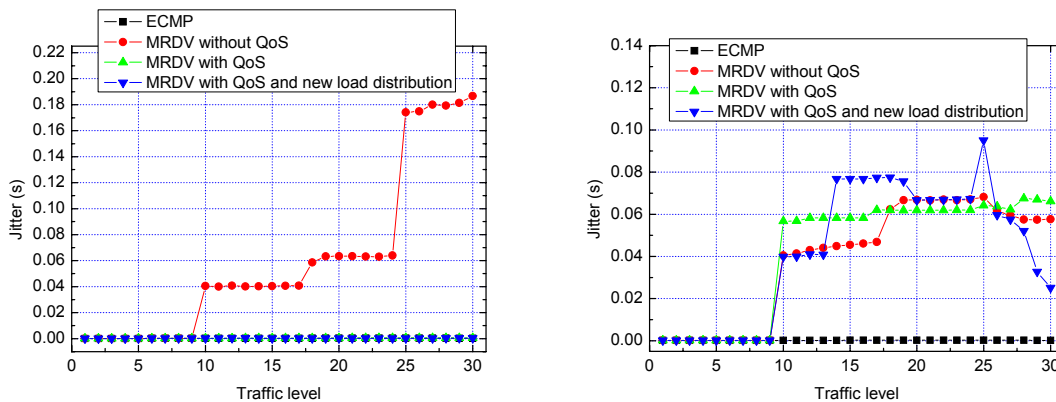 ECMP
MRDV without QoS
MRDV with QoS
MRDV with QoS and new load distribution
0.22
0.20
0.18
0.16
0.14
0.12
0.10
0.08
0.06
0.04
0.02
0.00
Jitter (s)
0 5 10 15 20 25 30
Traffic level
ECMP
MRDV without QoS
MRDV with QoS
MRDV with QoS and new load distribution
0.14
0.12
0.10
0.08
0.06
0.04
0.02
0.00
Jitter (s)
0 5 10 15 20 25 30
Traffic level